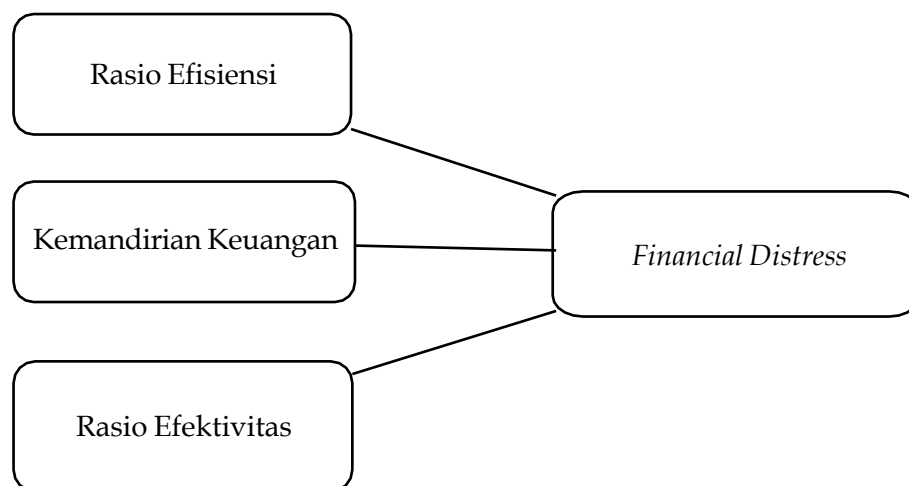 Rasio Efisiensi
Kemandirian Keuangan
Financial Distress
Rasio Efektivitas